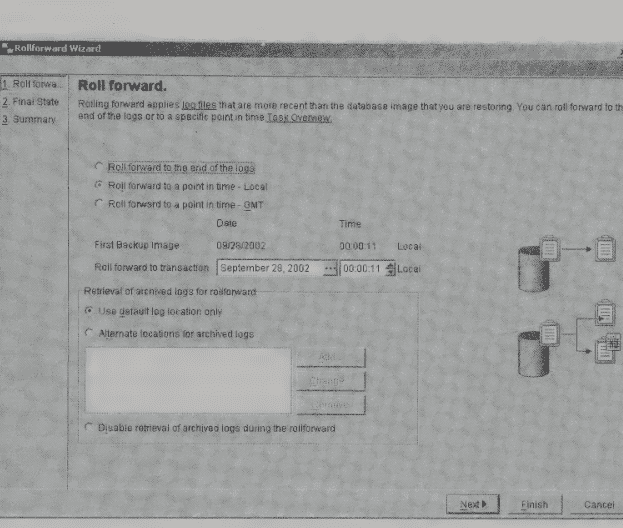 Rollforward Wizard
1. Roll forwa...
2. Final State
3. Summary
Roll forward.
Rolling forward applies log files that are more recent than the database image that you are restoring. You can roll forward to th
end of the logs or to a specific point in time Task Overview.
Roll forward to the end of the logs
Roll forward to a point in time - Local
Roll forward to a point in time - GMT
Date Time
First Backup Image 09/28/2002 00:00:11 Local
Roll forward to transaction September 28, 2002 ... 00:00:11 Local
Retrieval of archived logs for rollforward
Use default log location only
Alternate locations for archived logs
Add
Change
Remove
Disable retrieval of archived logs during the rollforward
Next Finish Cancel